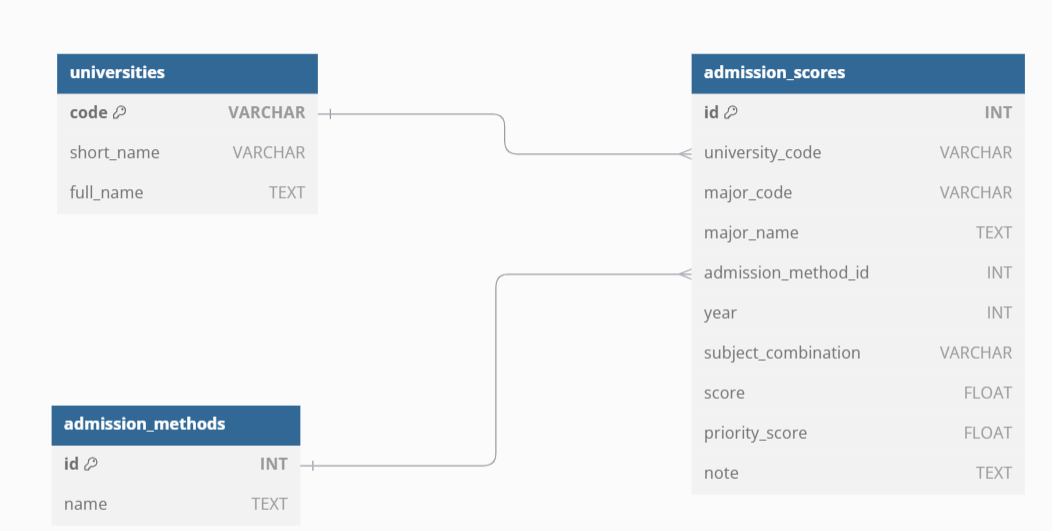 universities
code VARCHAR
short_name VARCHAR
full_name TEXT
admission_scores
id INT
university_code VARCHAR
major_code VARCHAR
major_name TEXT
admission_method_id INT
year INT
subject_combination VARCHAR
score FLOAT
priority_score FLOAT
note TEXT
admission_methods
id INT
name TEXT